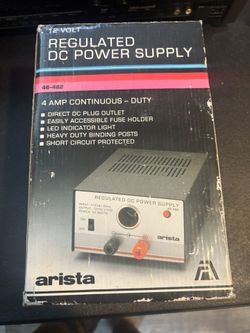 12 VOLT
REGULATED
DC POWER SUPPLY
46-462
4 AMP CONTINUOUS – DUTY
• DIRECT DC PLUG OUTLET
• EASILY ACCESSIBLE FUSE HOLDER
• LED INDICATOR LIGHT
• HEAVY DUTY BINDING POSTS
• SHORT CIRCUIT PROTECTED
REGULATED DC POWER SUPPLY
arista
arista